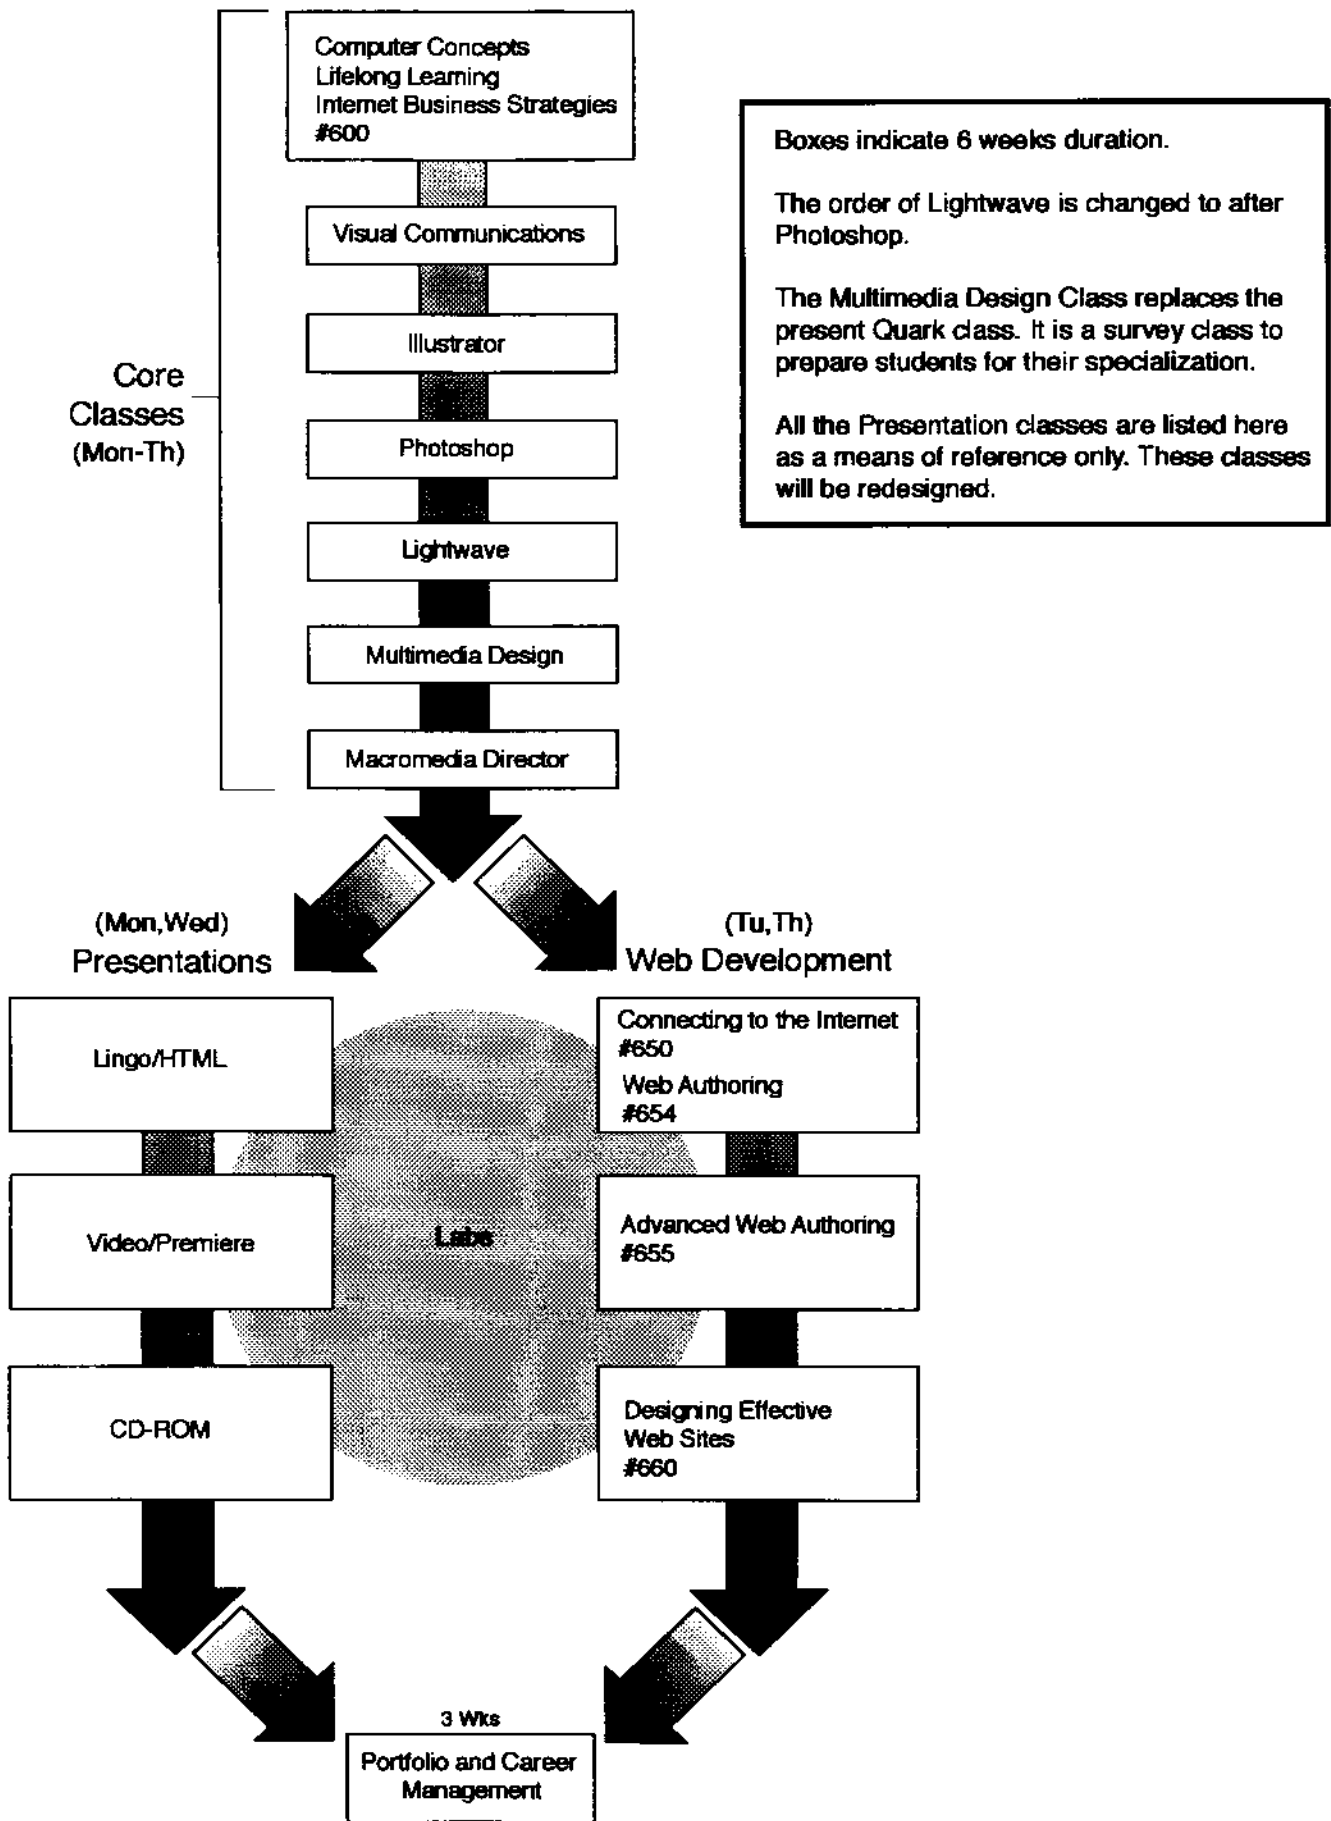 Computer Concepts
Lifelong Learning
Internet Business Strategies
#600
Visual Communications
Illustrator
Photoshop
Lightwave
Multimedia Design
Macromedia Director
Core
Classes
(Mon-Th)
Boxes indicate 6 weeks duration.
The order of Lightwave is changed to after
Photoshop.
The Multimedia Design Class replaces the
present Quark class. It is a survey class to
prepare students for their specialization.
All the Presentation classes are listed here
as a means of reference only. These classes
will be redesigned.
(Mon,Wed)
Presentations
Lingo/HTML
Video/Premiere
CD-ROM
Labs
(Tu,Th)
Web Development
Connecting to the Internet
#650
Web Authoring
#654
Advanced Web Authoring
#655
Designing Effective
Web Sites
#660
3 Wks
Portfolio and Career
Management